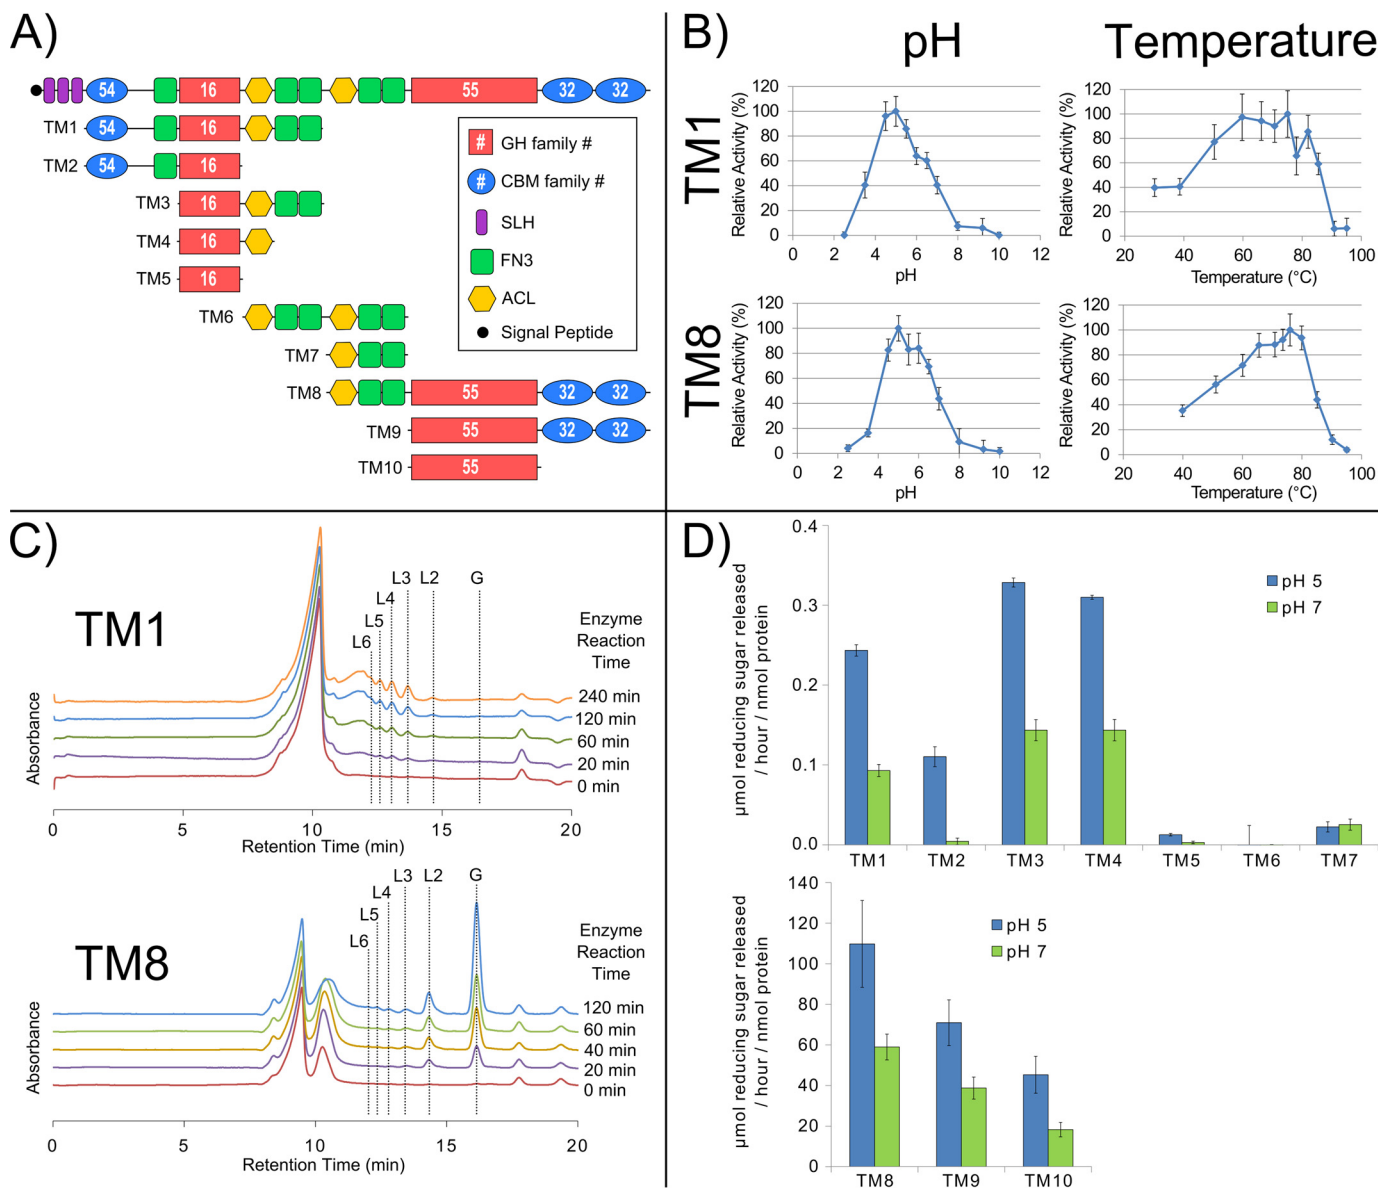 A)
54 16 55 32 32
TM1 54 16
TM2 54 16
TM3 16
TM4 16
TM5 16
TM6
TM7
TM8 55 32 32
TM9 55 32 32
TM10 55
# GH family #
# CBM family #
SLH
FN3
ACL
Signal Peptide
B)
pH
Temperature
TM1
Relative Activity (%)
120
100
80
60
40
20
0
0 2 4 6 8 10 12
pH
Relative Activity (%)
120
100
80
60
40
20
0
20 40 60 80 100
Temperature (°C)
TM8
Relative Activity (%)
120
100
80
60
40
20
0
0 2 4 6 8 10 12
pH
Relative Activity (%)
120
100
80
60
40
20
0
20 40 60 80 100
Temperature (°C)
C)
TM1
Absorbance
L6 L5 L4 L3 L2 G
Enzyme
Reaction
Time
240 min
120 min
60 min
20 min
0 min
0 5 10 15 20
Retention Time (min)
TM8
Absorbance
L6 L5 L4 L3 L2 G
Enzyme
Reaction
Time
120 min
60 min
40 min
20 min
0 min
0 5 10 15 20
Retention Time (min)
D)
µmol reducing sugar released
/ hour / nmol protein
0.4
0.3
0.2
0.1
0.0
pH 5
pH 7
TM1 TM2 TM3 TM4 TM5 TM6 TM7
µmol reducing sugar released
/ hour / nmol protein
140
120
100
80
60
40
20
0
pH 5
pH 7
TM8 TM9 TM10